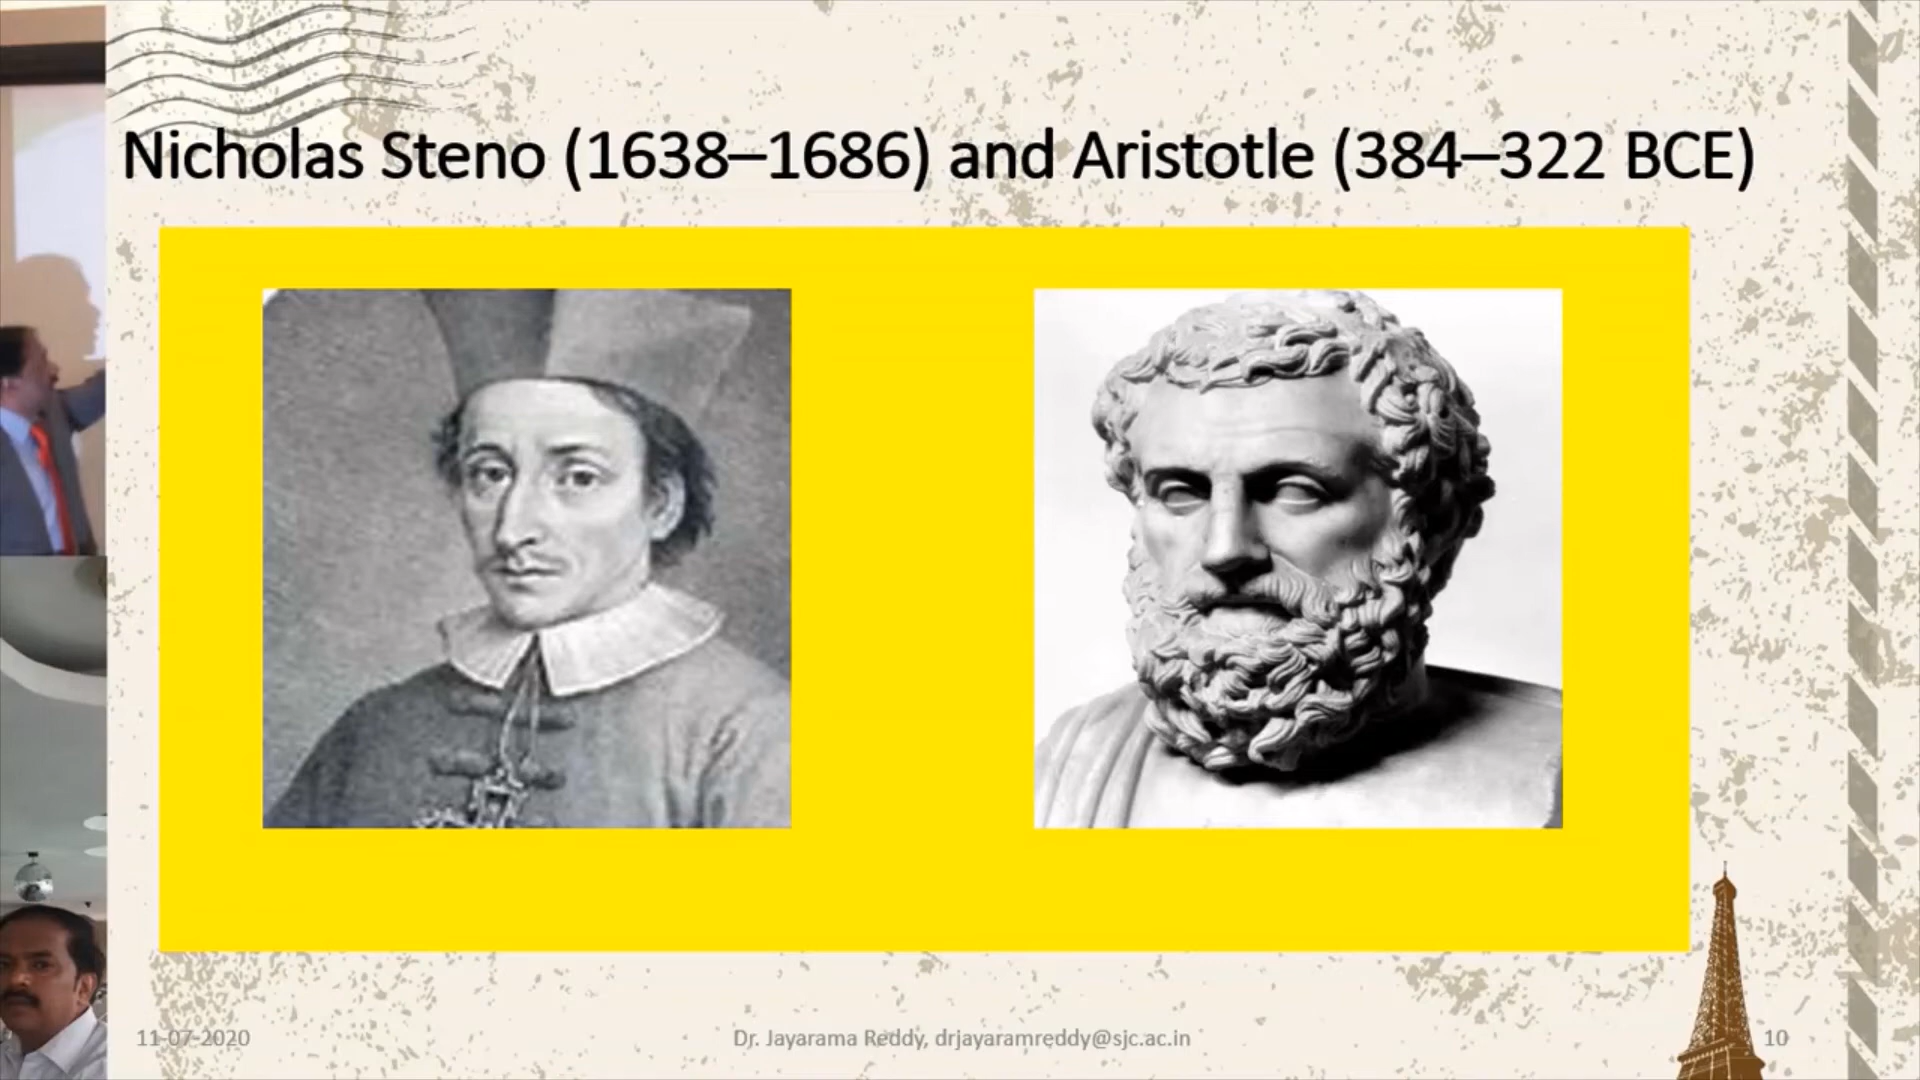 Nicholas Steno (1638–1686) and Aristotle (384–322 BCE)
11-07-2020
Dr. Jayarama Reddy, drjayaramreddy@sjc.ac.in
10